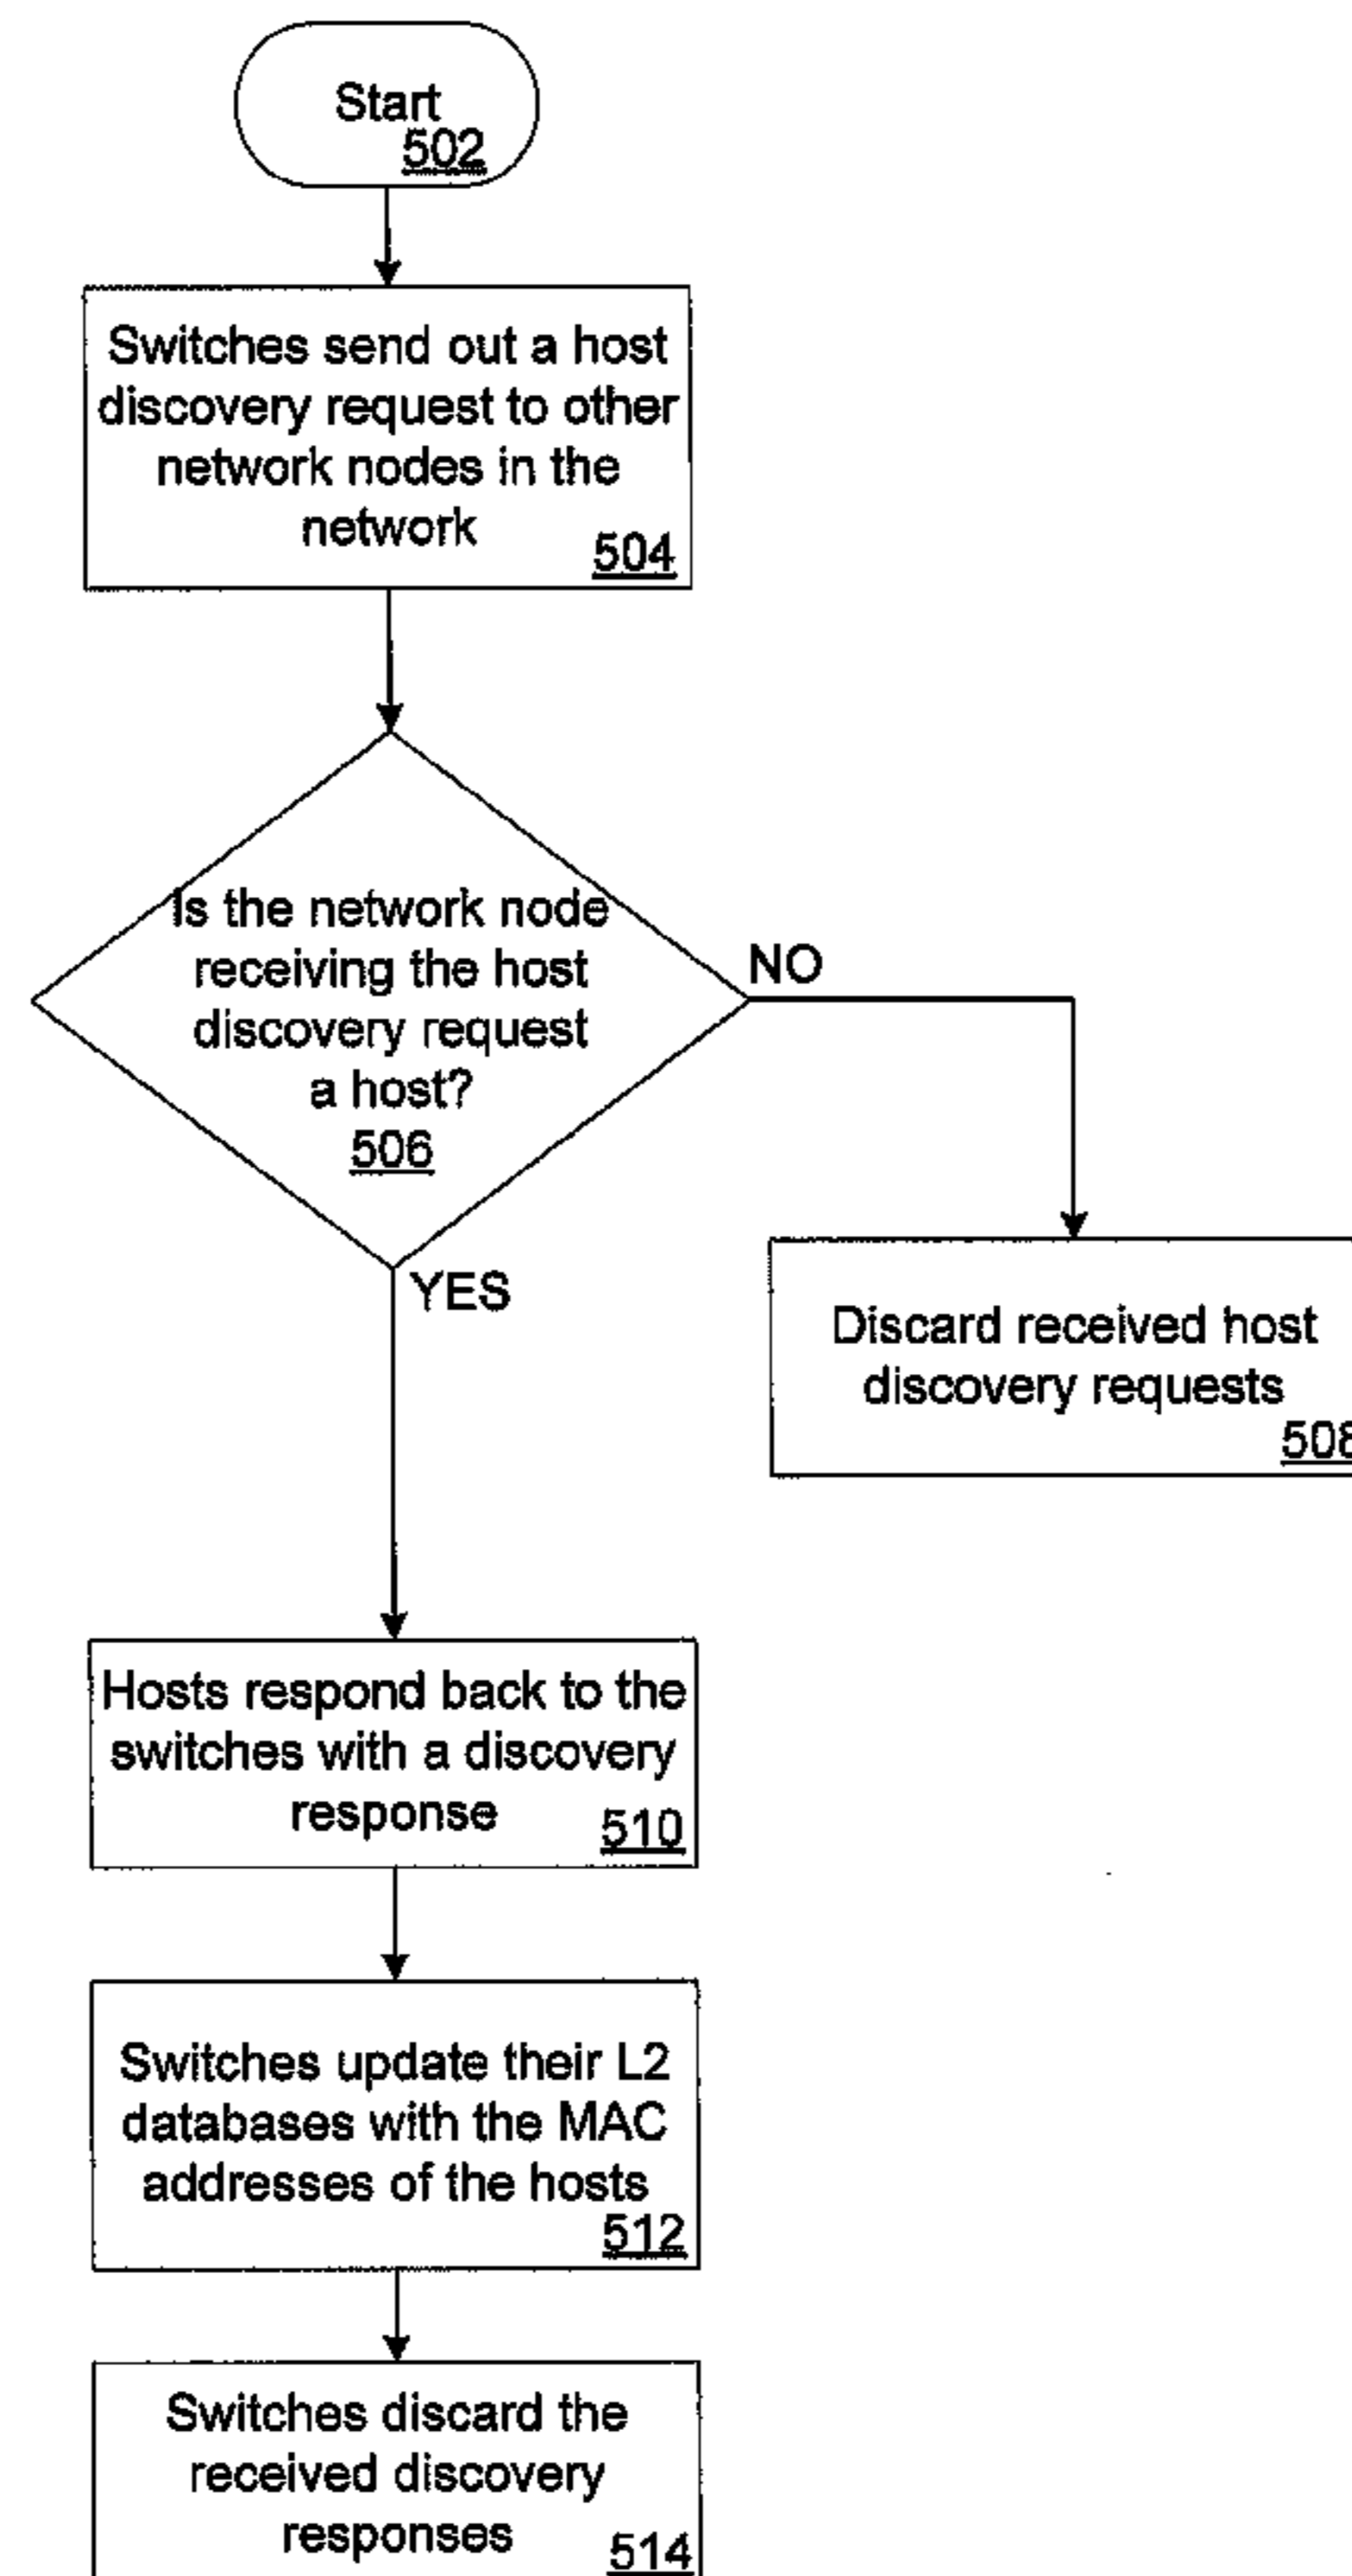 Start
502
Switches send out a host
discovery request to other
network nodes in the
network
504
Is the network node
receiving the host
discovery request
a host?
506
NO
YES
Discard received host
discovery requests
508
Hosts respond back to the
switches with a discovery
response
510
Switches update their L2
databases with the MAC
addresses of the hosts
512
Switches discard the
received discovery
responses
514